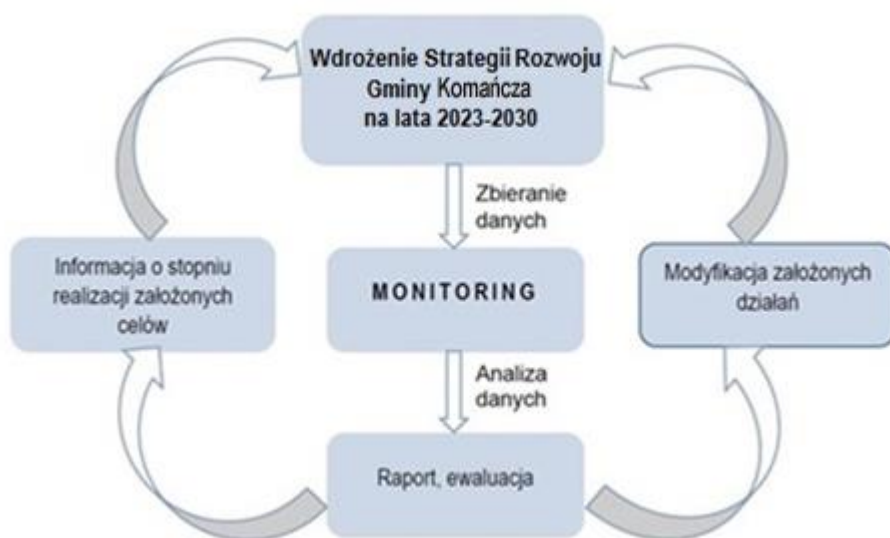 Wdrożenie Strategii Rozwoju
Gminy Komańcza
na lata 2023-2030
Zbieranie
danych
Informacja o stopniu
realizacji założonych
celów
MONITORING
Modyfikacja założonych
działań
Analiza
danych
Raport, ewaluacja